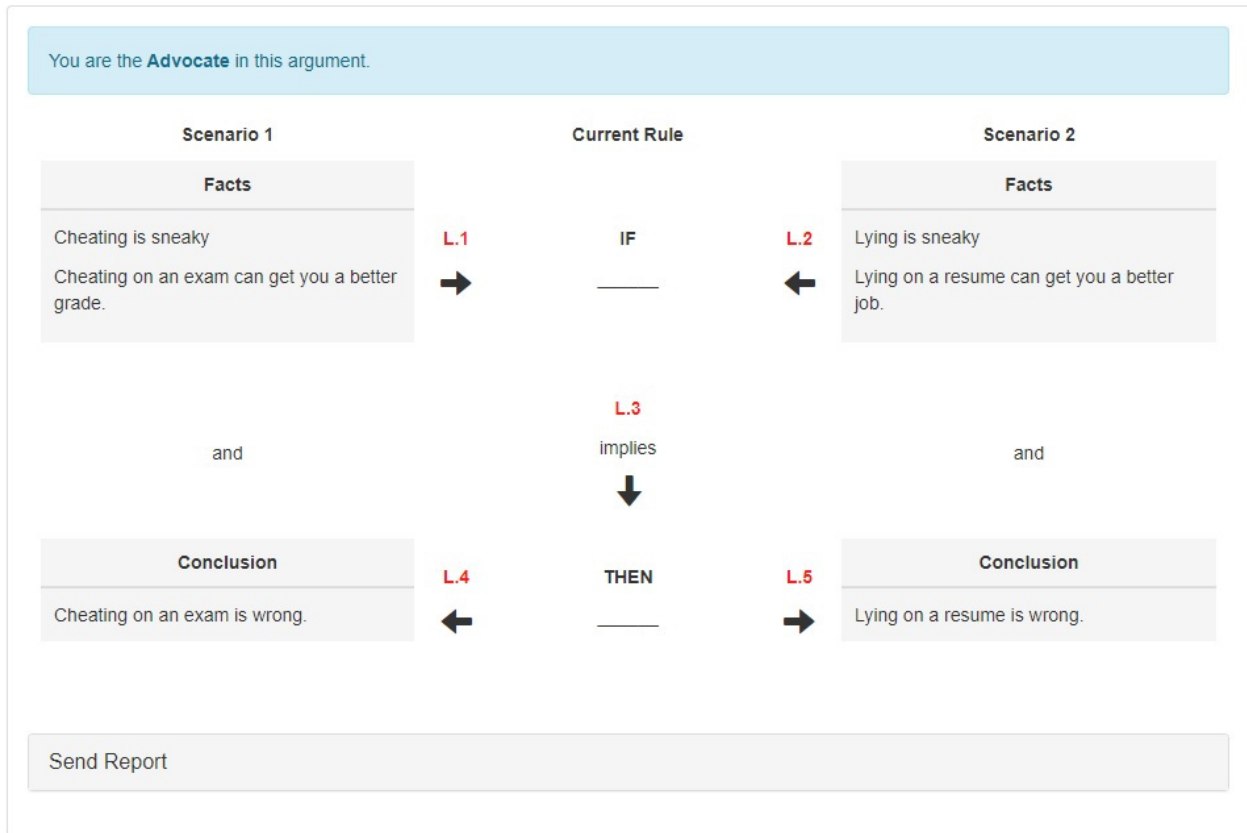 You are the Advocate in this argument.
Scenario 1
Current Rule
Scenario 2
Facts
Facts
Cheating is sneaky
L.1
IF
L.2
Lying is sneaky
Cheating on an exam can get you a better
grade.
______
Lying on a resume can get you a better
job.
L.3
and
implies
and
Conclusion
L.4
THEN
L.5
Conclusion
Cheating on an exam is wrong.
______
Lying on a resume is wrong.
Send Report